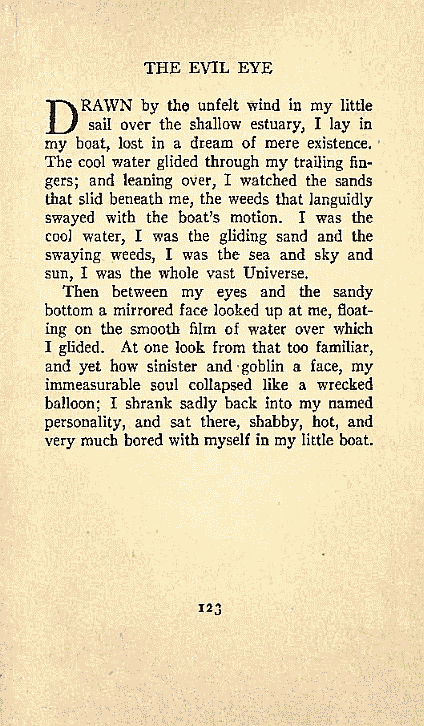 THE EVIL EYE
DRAWN by the unfelt wind in my little
sail over the shallow estuary, I lay in
my boat, lost in a dream of mere existence.
The cool water glided through my trailing fin-
gers; and leaning over, I watched the sands
that slid beneath me, the weeds that languidly
swayed with the boat's motion. I was the
cool water, I was the gliding sand and the
swaying weeds, I was the sea and sky and
sun, I was the whole vast Universe.
Then between my eyes and the sandy
bottom a mirrored face looked up at me, float-
ing on the smooth film of water over which
I glided. At one look from that too familiar,
and yet how sinister and goblin a face, my
immeasurable soul collapsed like a wrecked
balloon; I shrank sadly back into my named
personality, and sat there, shabby, hot, and
very much bored with myself in my little boat.
123